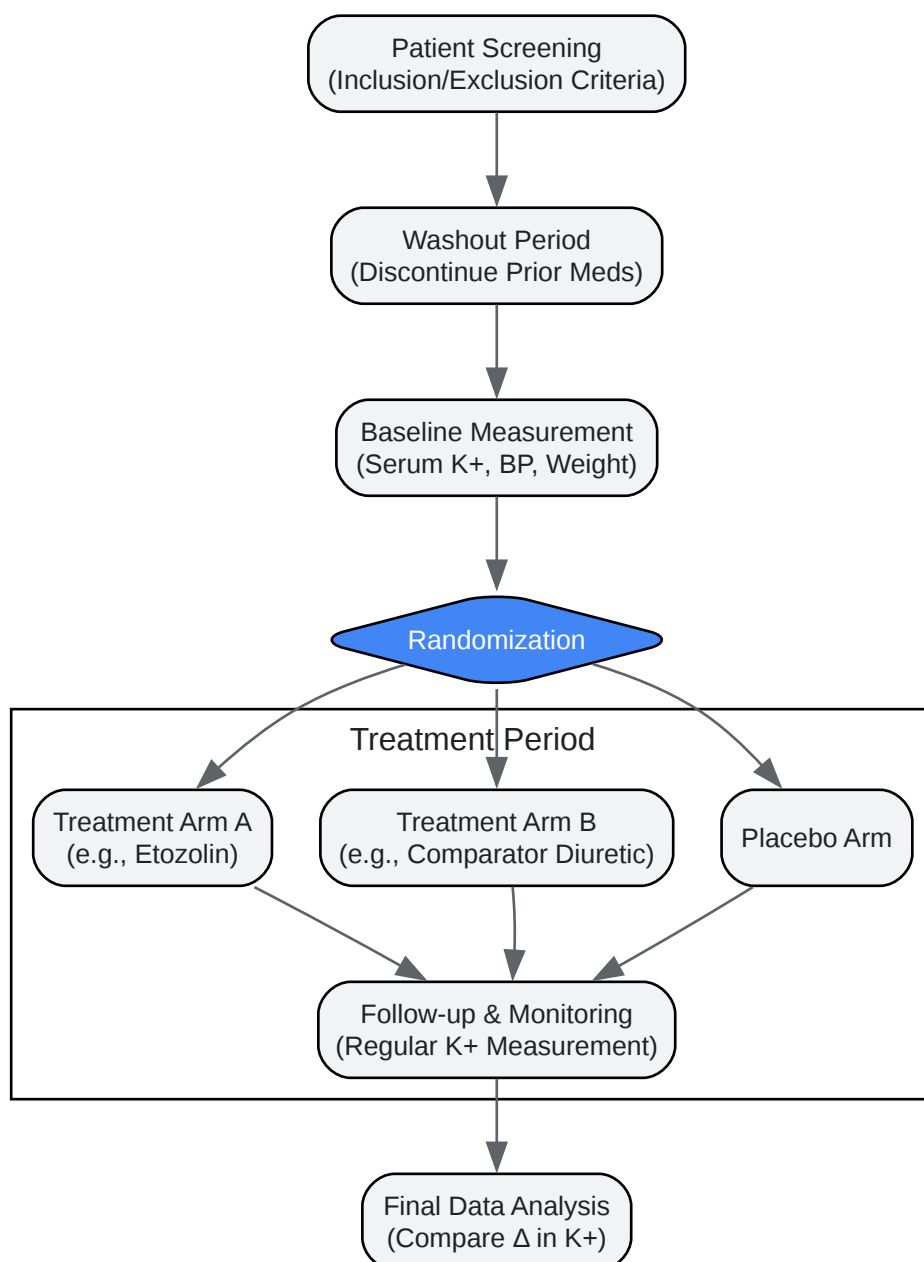 Patient Screening
(Inclusion/Exclusion Criteria)
Washout Period
(Discontinue Prior Meds)
Baseline Measurement
(Serum K+, BP, Weight)
Randomization
Treatment Period
Treatment Arm A
(e.g., Etozolin)
Treatment Arm B
(e.g., Comparator Diuretic)
Placebo Arm
Follow-up & Monitoring
(Regular K+ Measurement)
Final Data Analysis
(Compare Δ in K+)